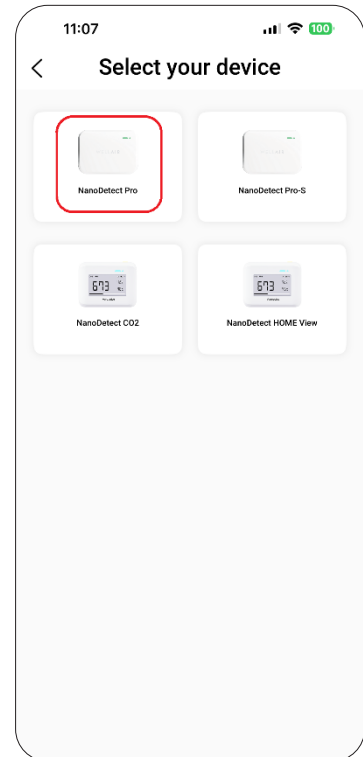 11:07
100
Select your device
NanoDetect Pro
NanoDetect Pro-S
673
673
NanoDetect CO2
NanoDetect HOME View